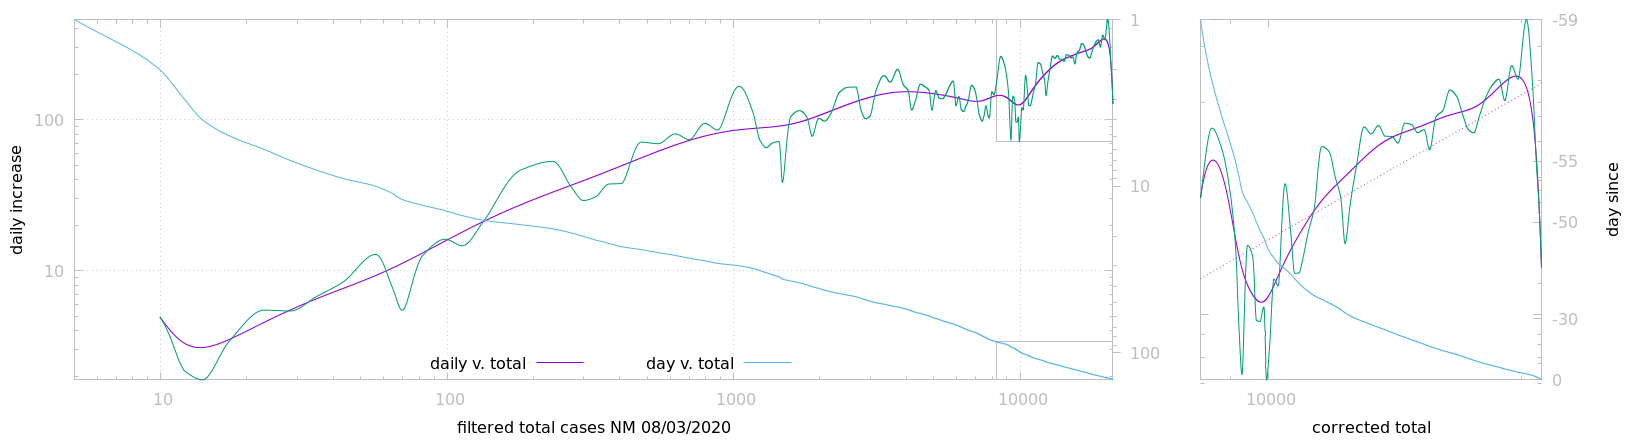 daily increase
100
10
daily v. total
day v. total
10
100
1000
10000
filtered total cases NM 08/03/2020
1
10
100
10000
corrected total
-59
-55
-50
-30
0
day since